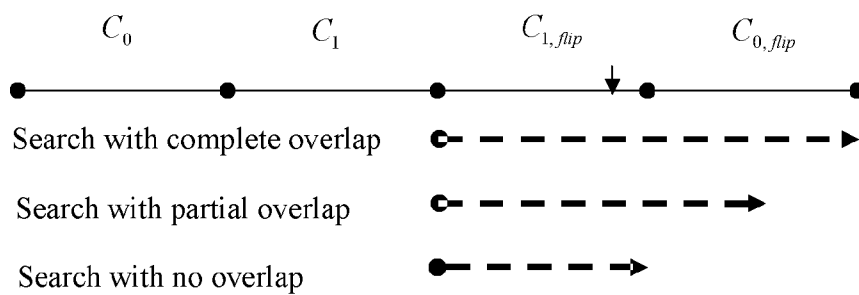 C₀ C₁ C₁,flip C₀,flip
Search with complete overlap
Search with partial overlap
Search with no overlap